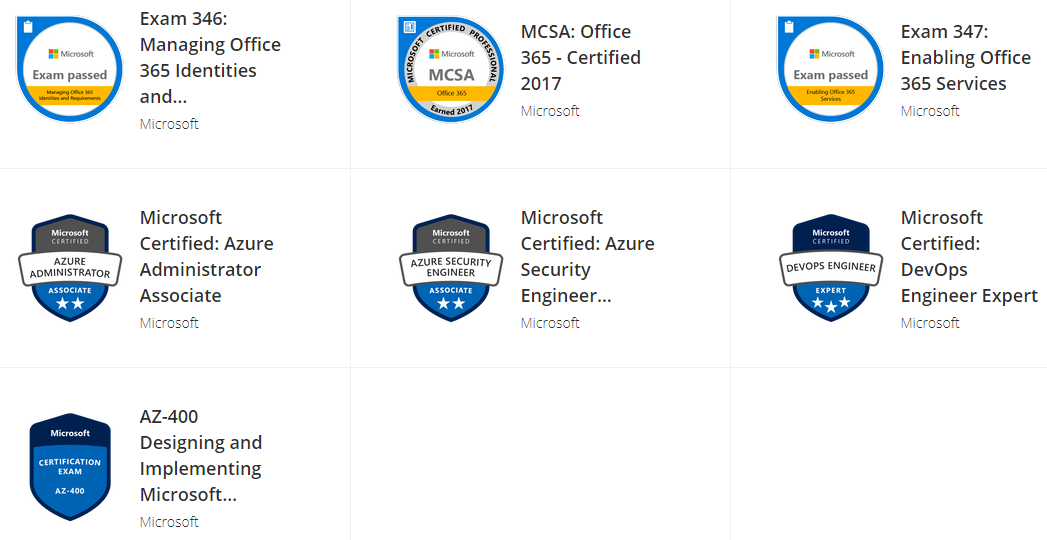 Microsoft
Exam passed
Managing Office 365
Identities and Requirements
Exam 346:
Managing Office
365 Identities
and...
Microsoft
MICROSOFT CERTIFIED PROFESSIONAL
Microsoft
MCSA
Office 365
Earned 2017
MCSA: Office
365 - Certified
2017
Microsoft
Microsoft
Exam passed
Enabling Office 365
Services
Exam 347:
Enabling Office
365 Services
Microsoft
Microsoft
CERTIFIED
AZURE
ADMINISTRATOR
ASSOCIATE
Microsoft
Certified: Azure
Administrator
Associate
Microsoft
Microsoft
CERTIFIED
AZURE SECURITY
ENGINEER
ASSOCIATE
Microsoft
Certified: Azure
Security
Engineer...
Microsoft
Microsoft
CERTIFIED
DEVOPS ENGINEER
EXPERT
Microsoft
Certified:
DevOps
Engineer Expert
Microsoft
Microsoft
CERTIFICATION
EXAM
AZ-400
AZ-400
Designing and
Implementing
Microsoft...
Microsoft